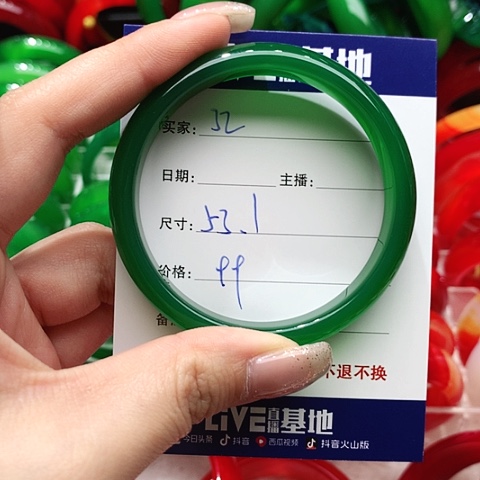 基地
买家: 52
日期: 主播:
尺寸: 53.1
价格: 99
备
不退不换
LIVE直播基地
今日头条 抖音 西瓜视频 抖音火山版